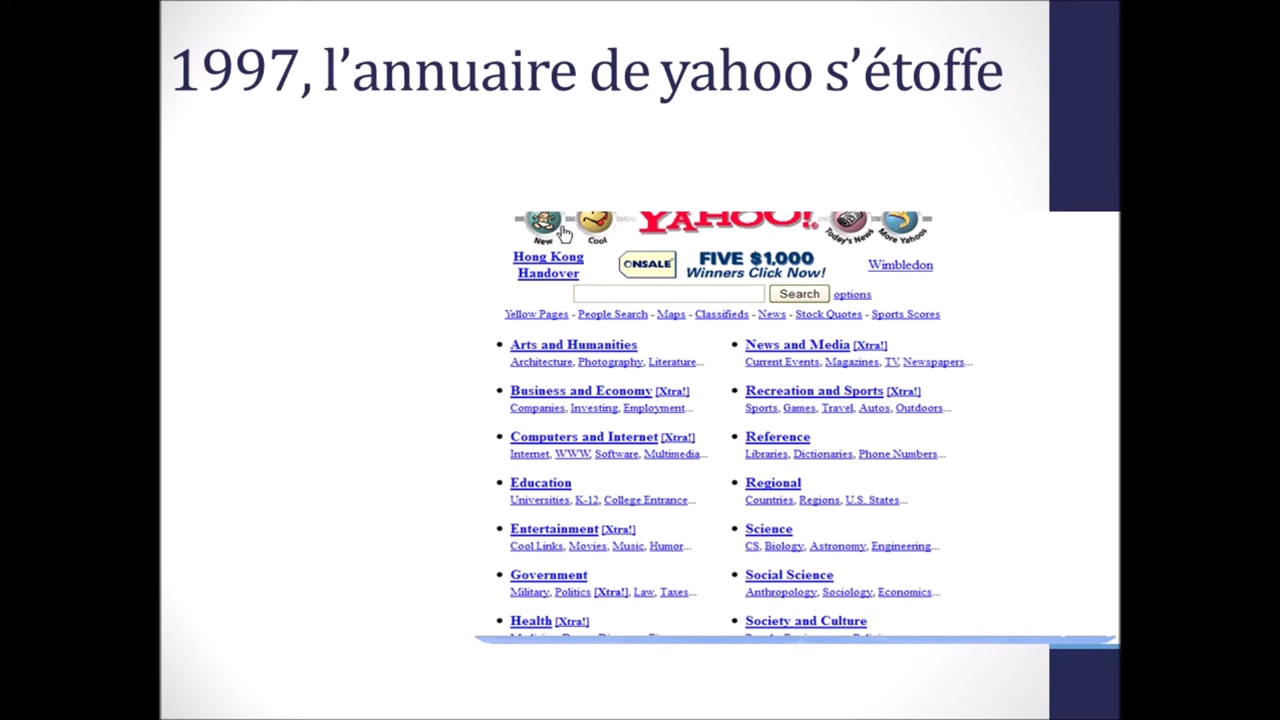 1997, l’annuaire de yahoo s’étoffe
YAHOO!
New Cool Today's News More Yahoos
Hong Kong Handover
ONSALE
FIVE $1,000
Winners Click Now!
Wimbledon
Search options
Yellow Pages - People Search - Maps - Classifieds - News - Stock Quotes - Sports Scores
Arts and Humanities
Architecture, Photography, Literature...
Business and Economy [Xtra!]
Companies, Investing, Employment...
Computers and Internet [Xtra!]
Internet, WWW, Software, Multimedia...
Education
Universities, K-12, College Entrance...
Entertainment [Xtra!]
Cool Links, Movies, Music, Humor...
Government
Military, Politics [Xtra!], Law, Taxes...
Health [Xtra!]
News and Media [Xtra!]
Current Events, Magazines, TV, Newspapers...
Recreation and Sports [Xtra!]
Sports, Games, Travel, Autos, Outdoors...
Reference
Libraries, Dictionaries, Phone Numbers...
Regional
Countries, Regions, U.S. States...
Science
CS, Biology, Astronomy, Engineering...
Social Science
Anthropology, Sociology, Economics...
Society and Culture